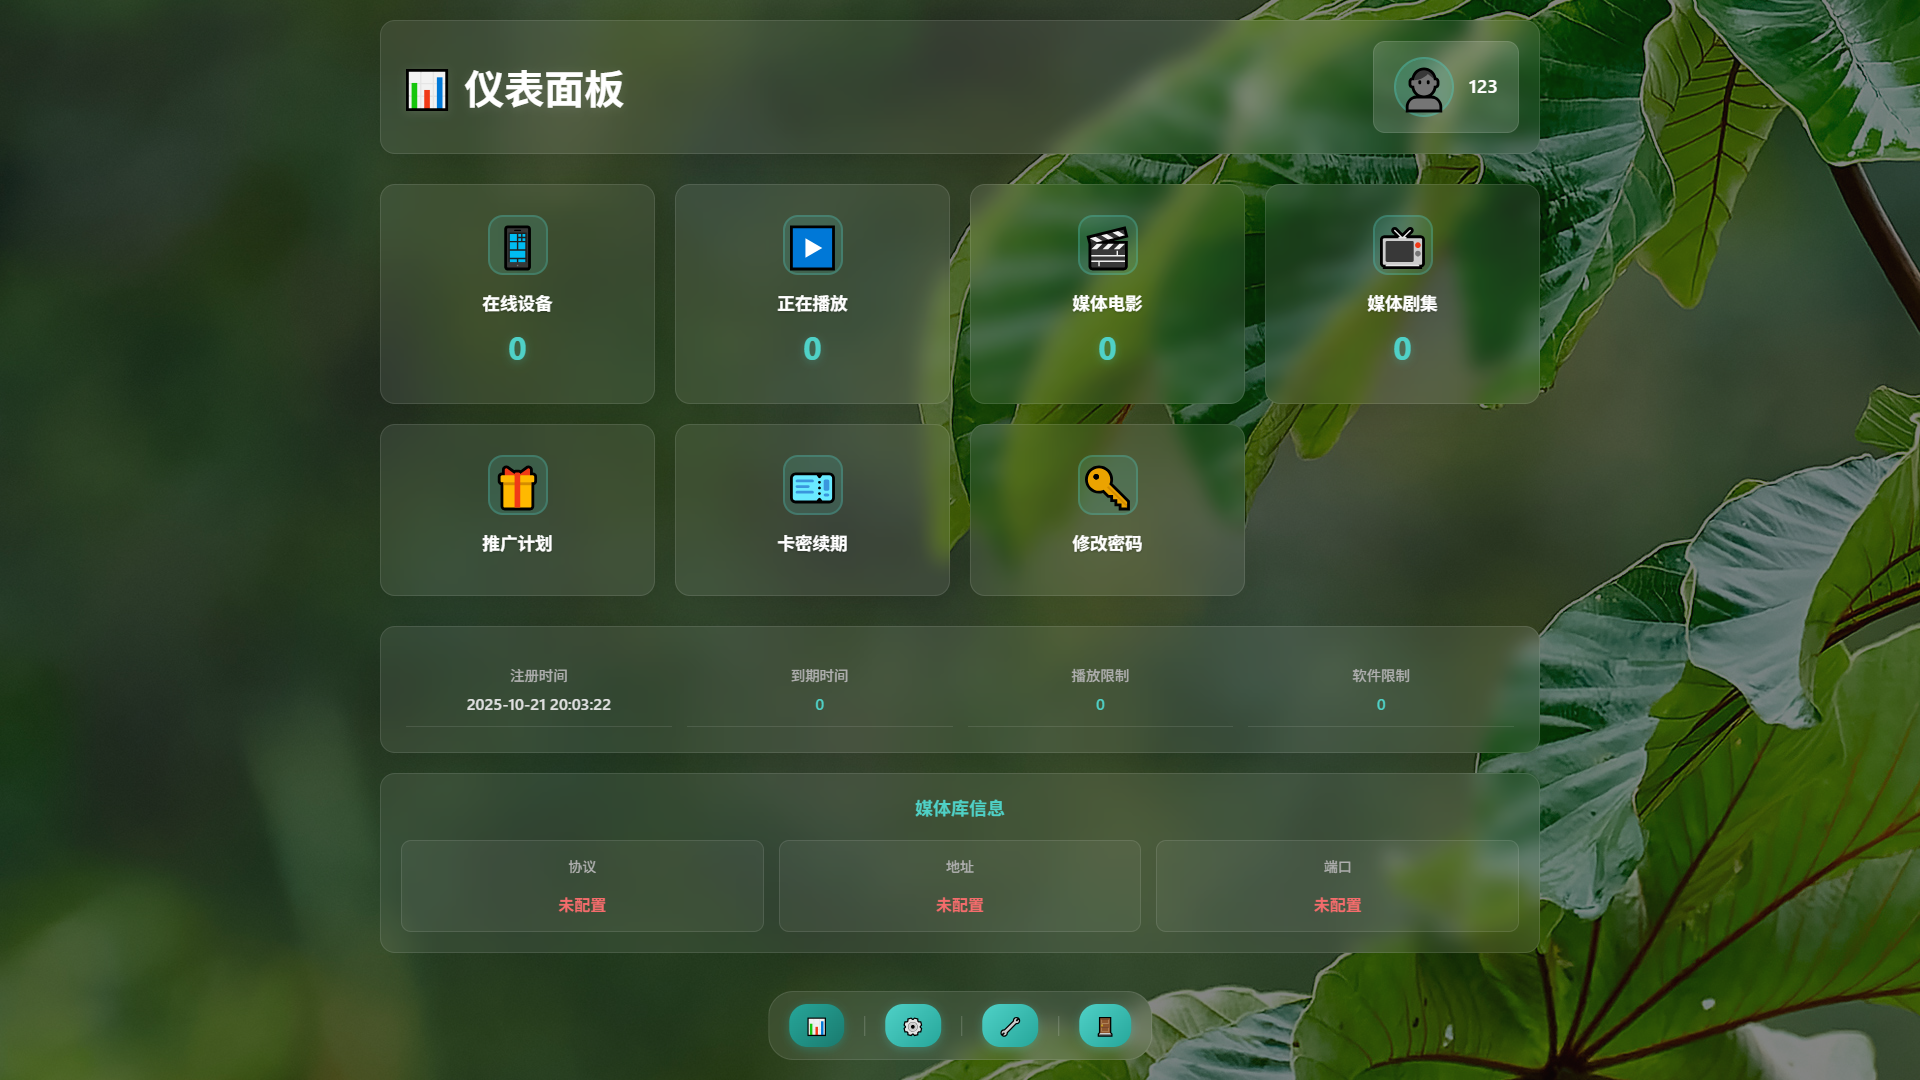 仪表面板
123
在线设备
0
正在播放
0
媒体电影
0
媒体剧集
0
推广计划
卡密续期
修改密码
注册时间
2025-10-21 20:03:22
到期时间
0
播放限制
0
软件限制
0
媒体库信息
协议
未配置
地址
未配置
端口
未配置